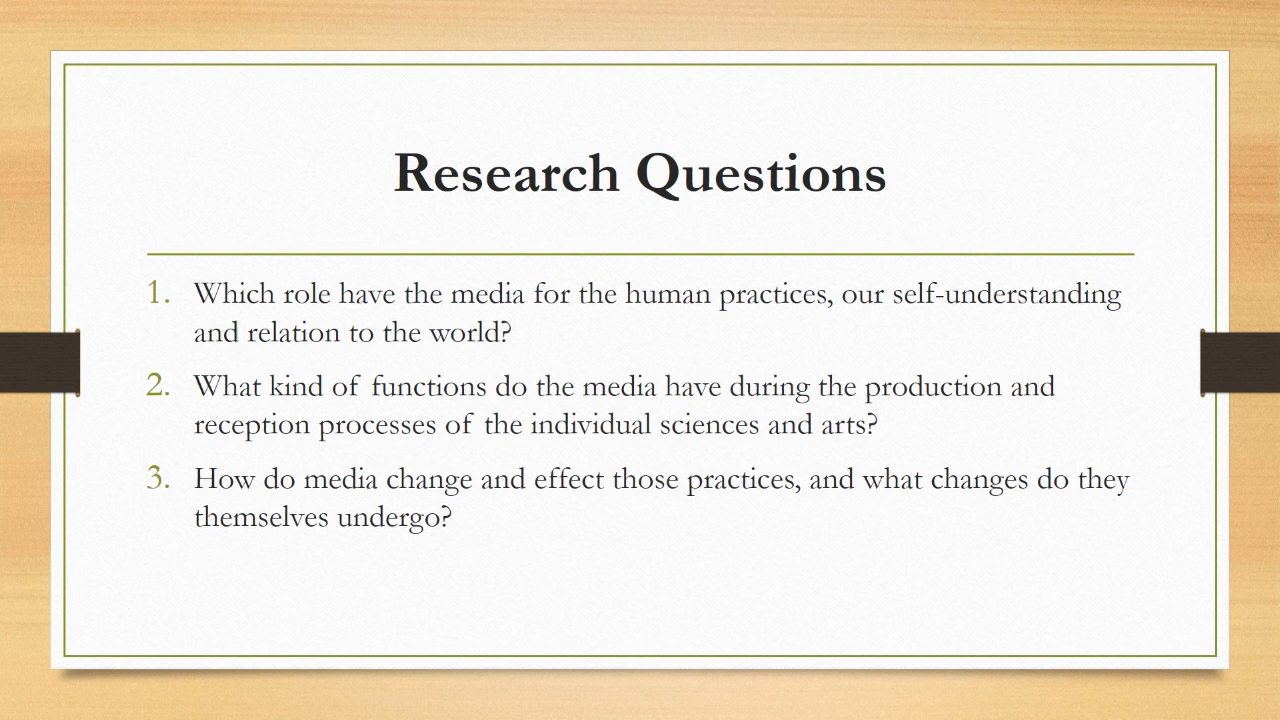 Research Questions
1. Which role have the media for the human practices, our self-understanding
and relation to the world?
2. What kind of functions do the media have during the production and
reception processes of the individual sciences and arts?
3. How do media change and effect those practices, and what changes do they
themselves undergo?